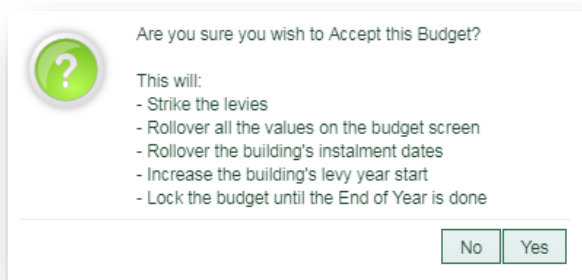 Are you sure you wish to Accept this Budget?
This will:
- Strike the levies
- Rollover all the values on the budget screen
- Rollover the building's instalment dates
- Increase the building's levy year start
- Lock the budget until the End of Year is done
No Yes